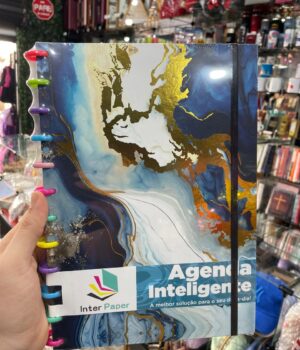 Agenda
Inteligente
A melhor solução para o seu dia-a-dia!
Inter Paper